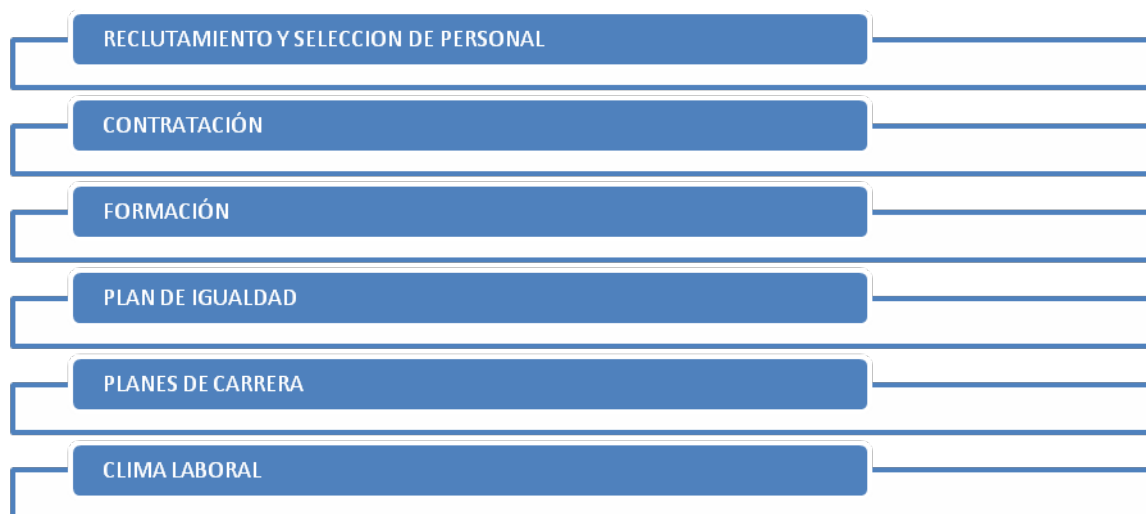 RECLUTAMIENTO Y SELECCION DE PERSONAL
CONTRATACIÓN
FORMACIÓN
PLAN DE IGUALDAD
PLANES DE CARRERA
CLIMA LABORAL